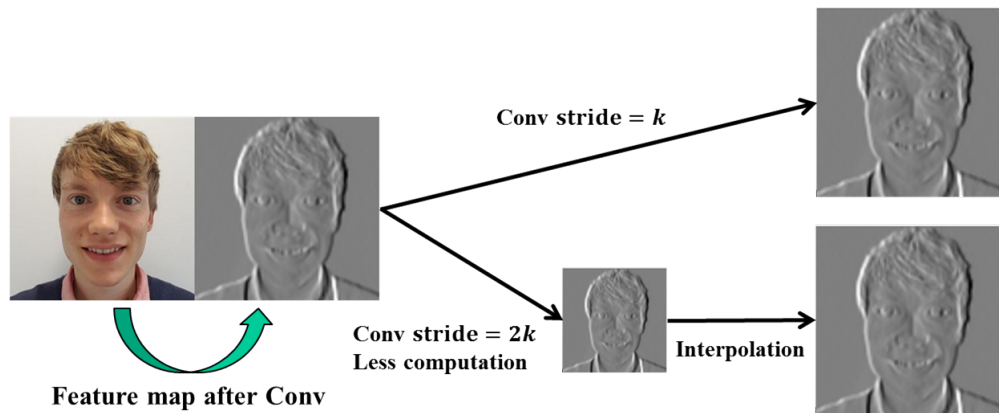 Conv stride = k
Conv stride = 2k
Less computation
Interpolation
Feature map after Conv